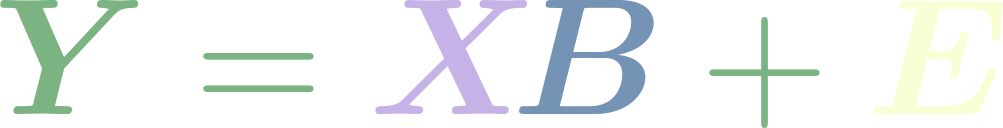 Y = XB + E